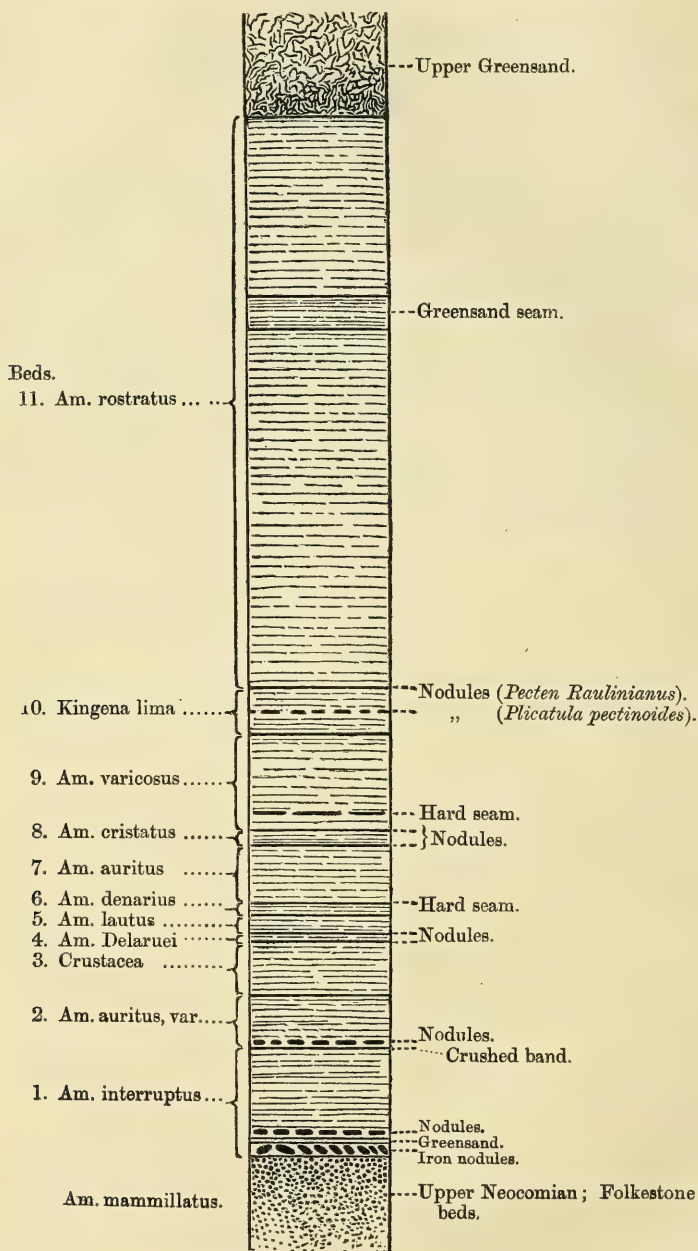 Upper Greensand.
Greensand seam.
Beds.
11. Am. rostratus ... ...
Nodules (Pecten Raulinianus).
10. Kingena lima ......
„ (Plicatula pectinoides).
9. Am. varicosus ......
Hard seam.
8. Am. cristatus ......
Nodules.
7. Am. auritus ......
6. Am. denarius ......
Hard seam.
5. Am. lautus ......
4. Am. Delaruei ......
Nodules.
3. Crustacea ........
2. Am. auritus, var....
Nodules.
Crushed band.
1. Am. interruptus ...
Nodules.
Greensand.
Iron nodules.
Am. mammillatus.
Upper Neocomian; Folkestone
beds.